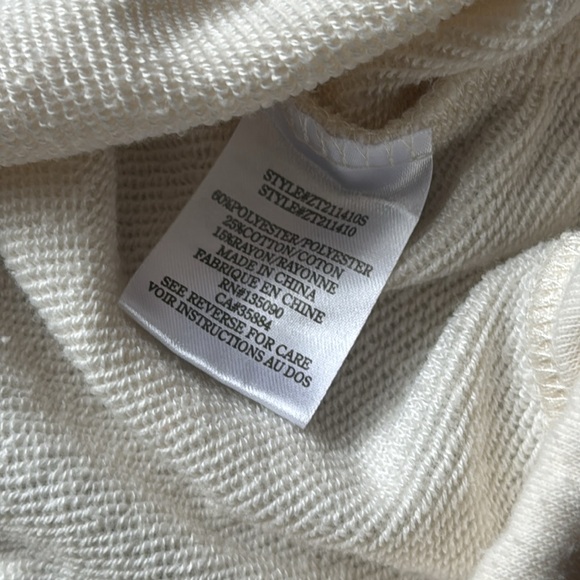 STYLE#ZT211410S
STYLE#ZT211410
60%POLYESTER/POLYESTER
25%COTTON/COTON
15%RAYON/RAYONNE
MADE IN CHINA
FABRIQUE EN CHINE
RN#135090
CA#35884
SEE REVERSE FOR CARE
VOIR INSTRUCTIONS AU DOS